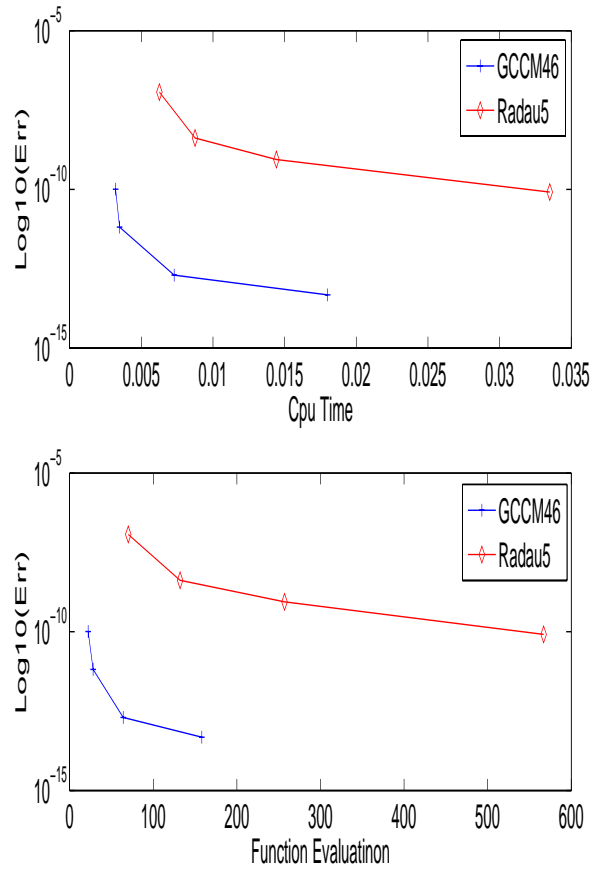 10^-5
10^-10
10^-15
Log10(Err)
GCCM46
Radau5
0 0.005 0.01 0.015 0.02 0.025 0.03 0.035
Cpu Time
10^-5
10^-10
10^-15
Log10(Err)
GCCM46
Radau5
0 100 200 300 400 500 600
Function Evaluatinon